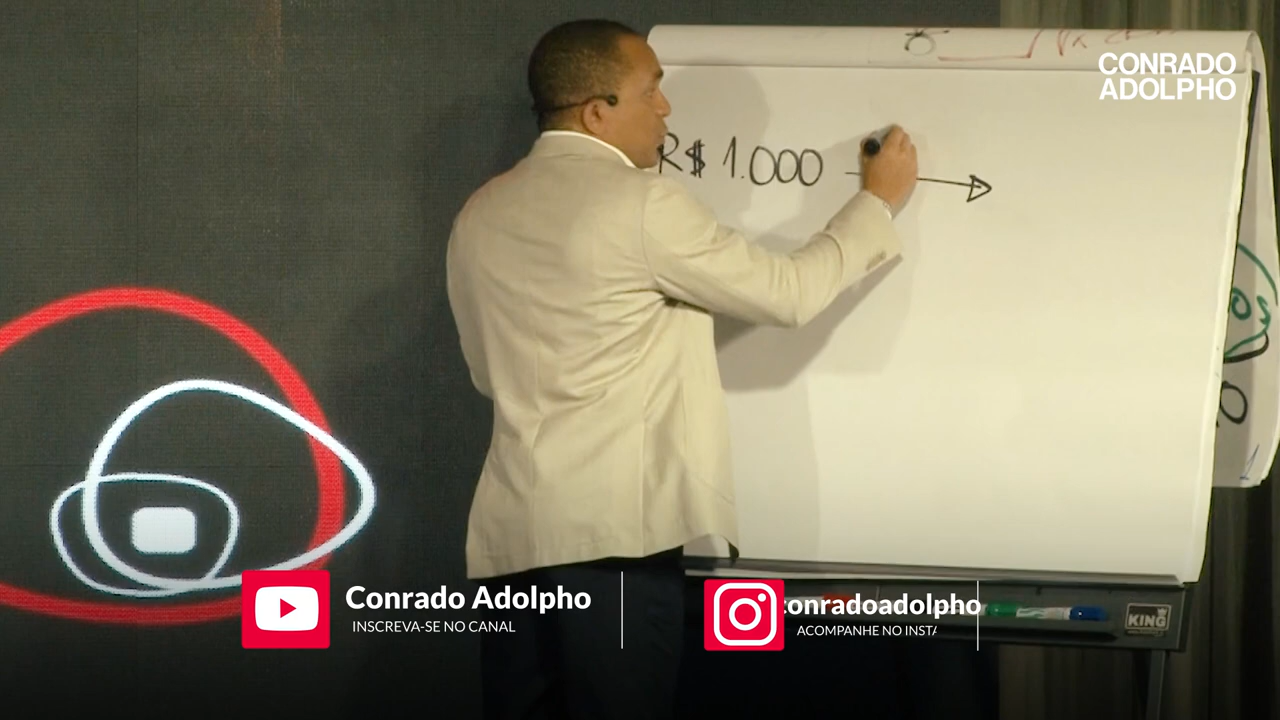 CONRADO
ADOLPHO
R$ 1.000
Conrado Adolpho
INSCREVA-SE NO CANAL
conradoadolpho
ACOMPANHE NO INSTA
KING